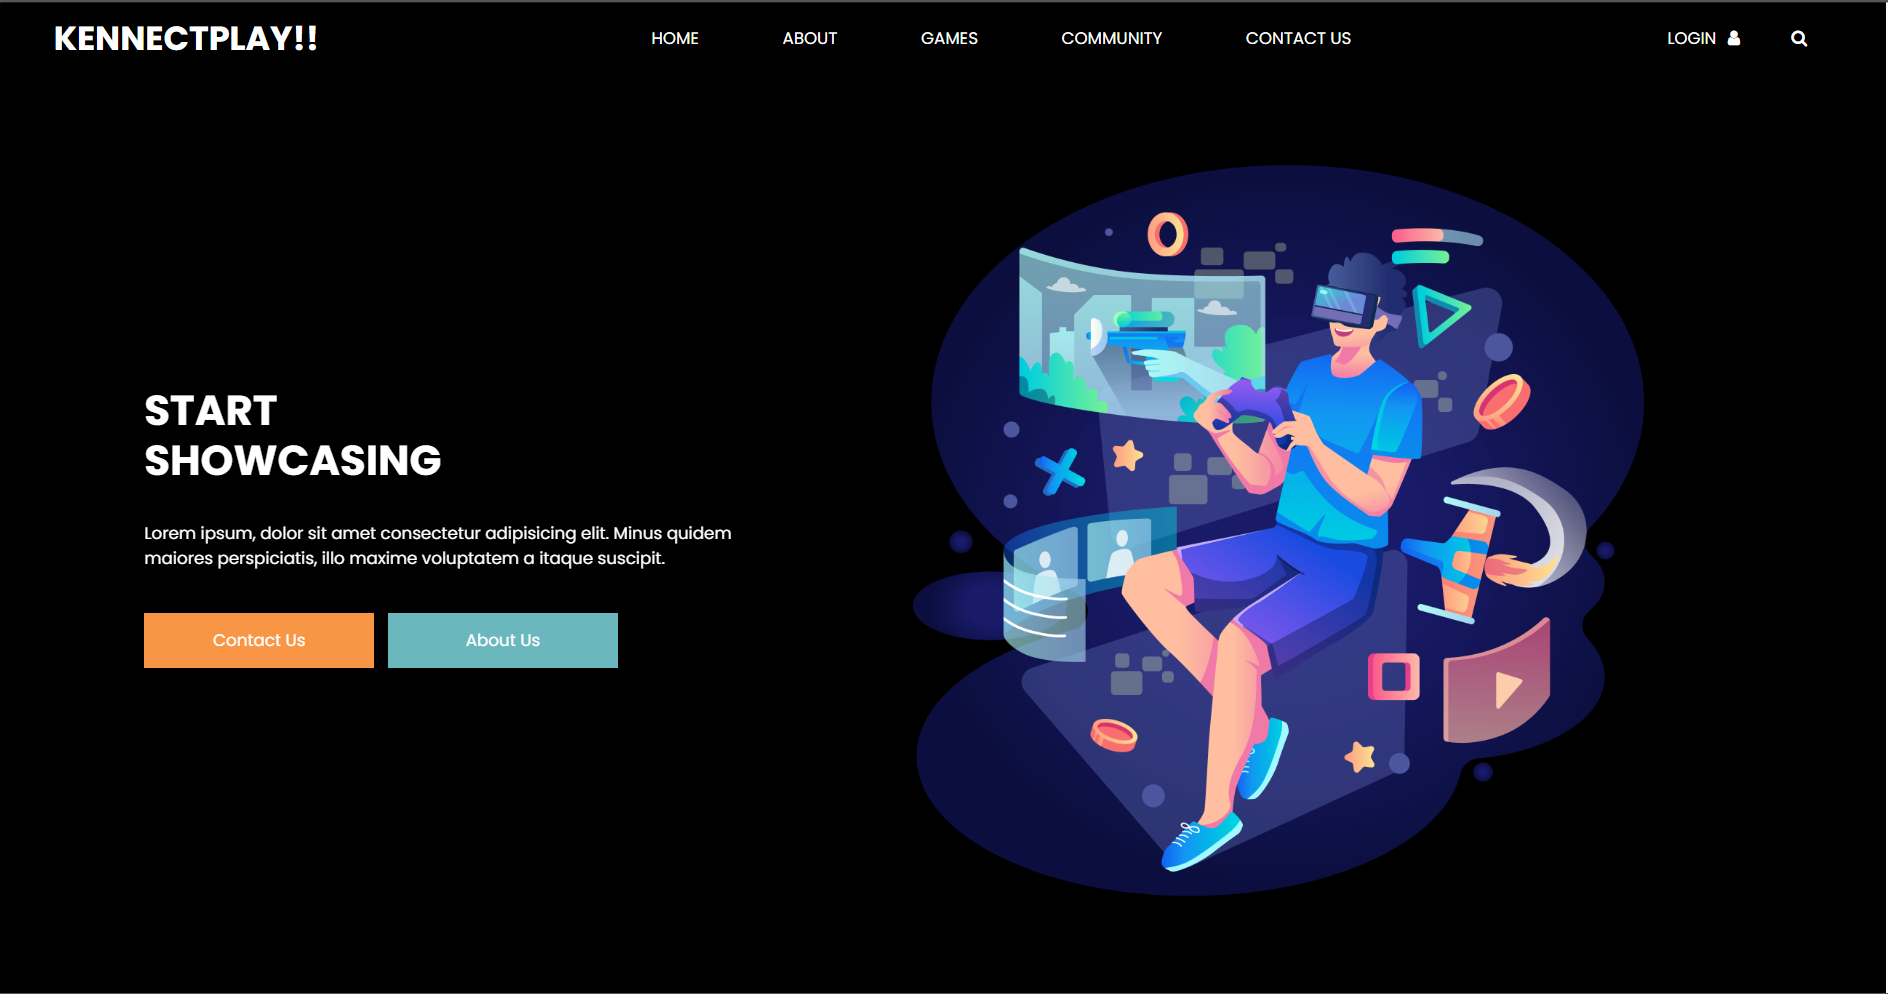 KENNECTPLAY!!
HOME ABOUT GAMES COMMUNITY CONTACT US
LOGIN
START
SHOWCASING
Lorem ipsum, dolor sit amet consectetur adipisicing elit. Minus quidem
maiores perspiciatis, illo maxime voluptatem a itaque suscipit.
Contact Us
About Us